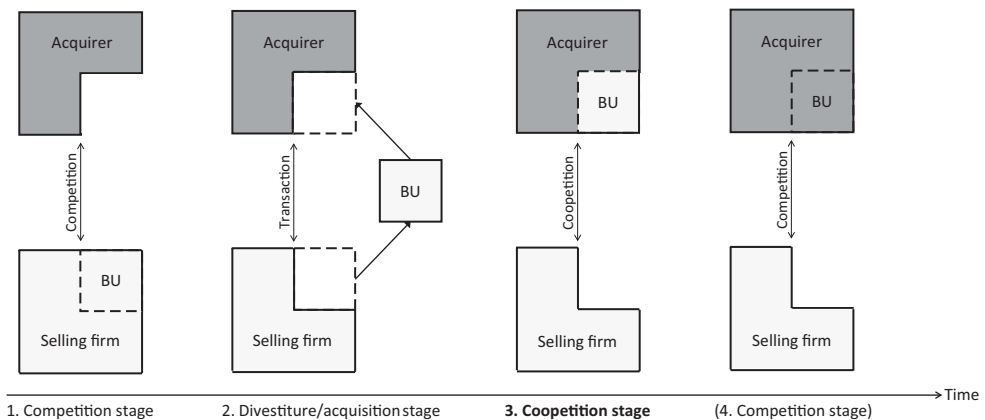 Acquirer
Acquirer
Acquirer
Acquirer
BU
BU
Competition
Transaction
BU
Coopetition
Competition
BU
Selling firm
Selling firm
Selling firm
Selling firm
Time
1. Competition stage
2. Divestiture/acquisition stage
3. Coopetition stage
(4. Competition stage)